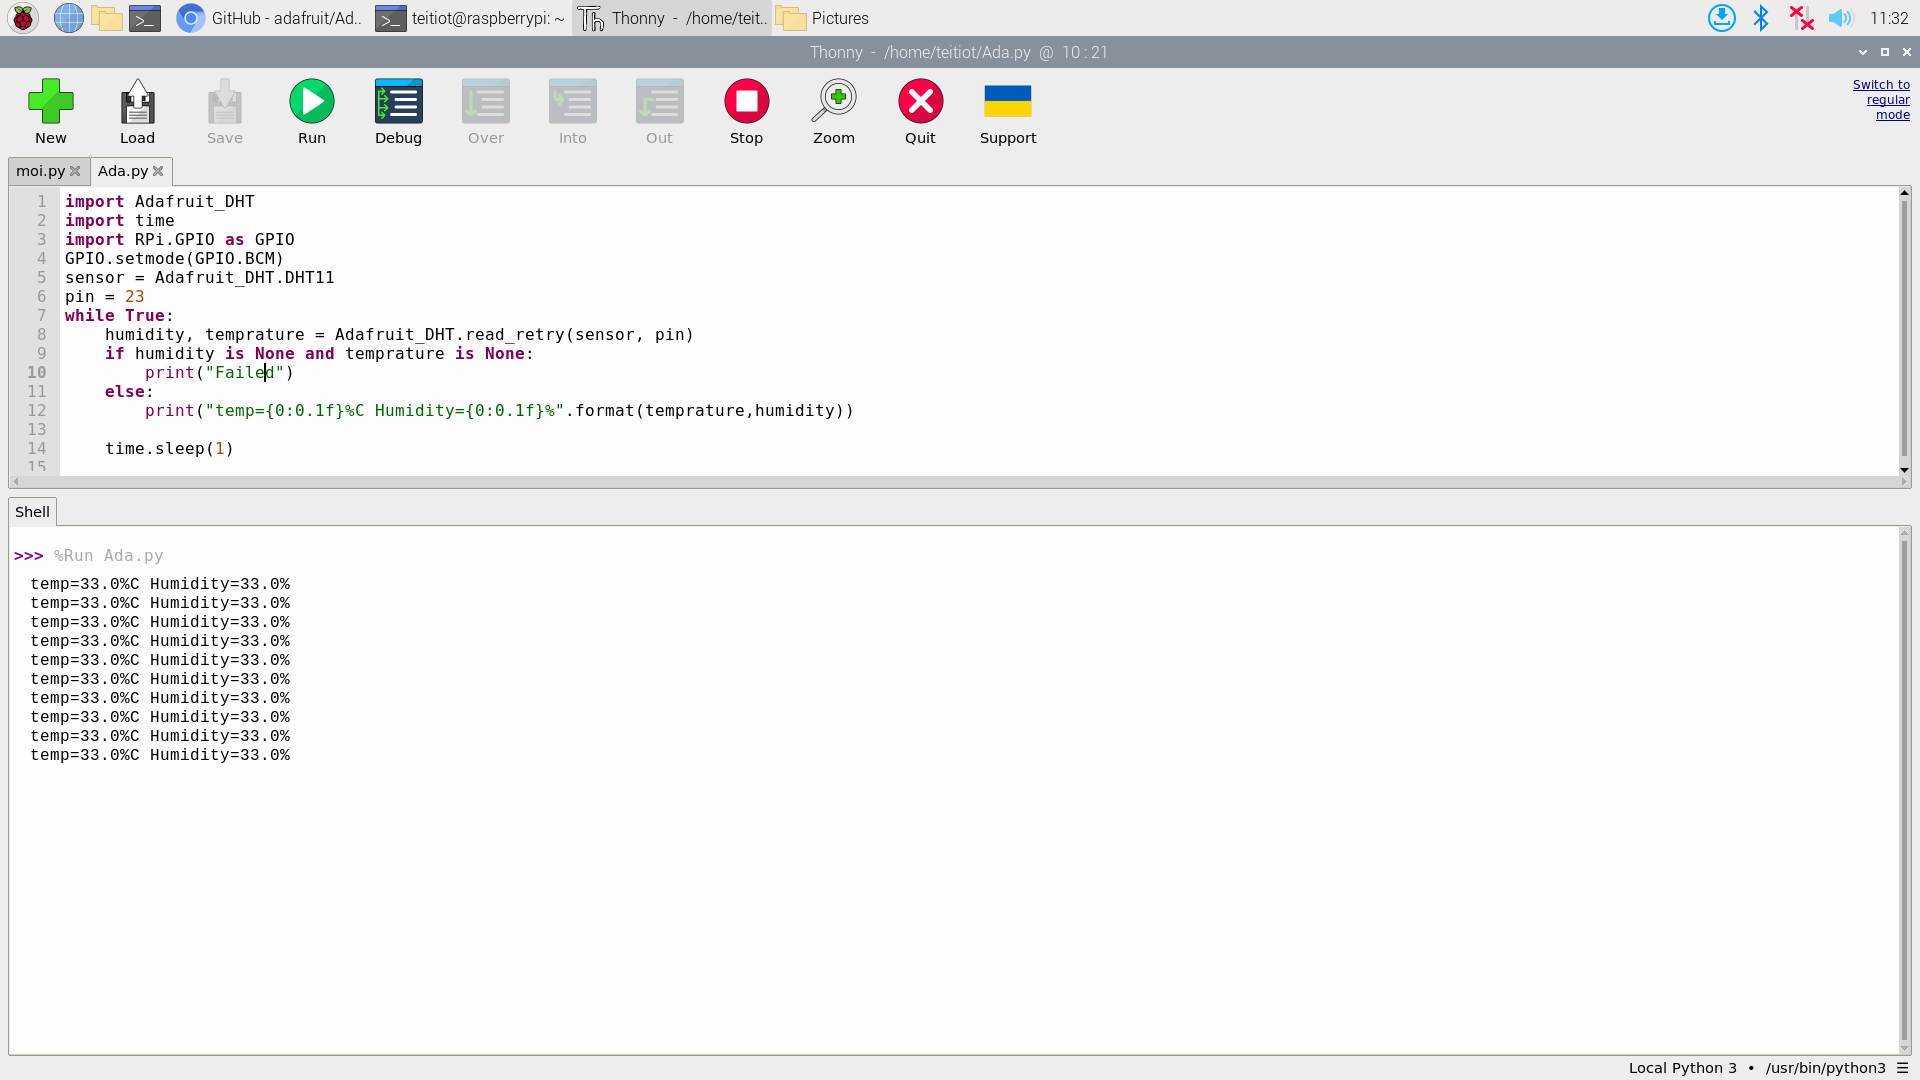 GitHub - adafruit/Ad..
teitiot@raspberrypi: ~
Thonny - /home/teit..
Pictures
11:32
Thonny - /home/teitiot/Ada.py @ 10 : 21
New
Load
Save
Run
Debug
Over
Into
Out
Stop
Zoom
Quit
Support
Switch to
regular
mode
moi.py
Ada.py
1 import Adafruit_DHT
2 import time
3 import RPi.GPIO as GPIO
4 GPIO.setmode(GPIO.BCM)
5 sensor = Adafruit_DHT.DHT11
6 pin = 23
7 while True:
8     humidity, temprature = Adafruit_DHT.read_retry(sensor, pin)
9     if humidity is None and temprature is None:
10         print("Failed")
11     else:
12         print("temp={0:0.1f}%C Humidity={0:0.1f}%".format(temprature,humidity))
13
14     time.sleep(1)
15
Shell
>>> %Run Ada.py
temp=33.0%C Humidity=33.0%
temp=33.0%C Humidity=33.0%
temp=33.0%C Humidity=33.0%
temp=33.0%C Humidity=33.0%
temp=33.0%C Humidity=33.0%
temp=33.0%C Humidity=33.0%
temp=33.0%C Humidity=33.0%
temp=33.0%C Humidity=33.0%
temp=33.0%C Humidity=33.0%
temp=33.0%C Humidity=33.0%
Local Python 3 • /usr/bin/python3 ☰